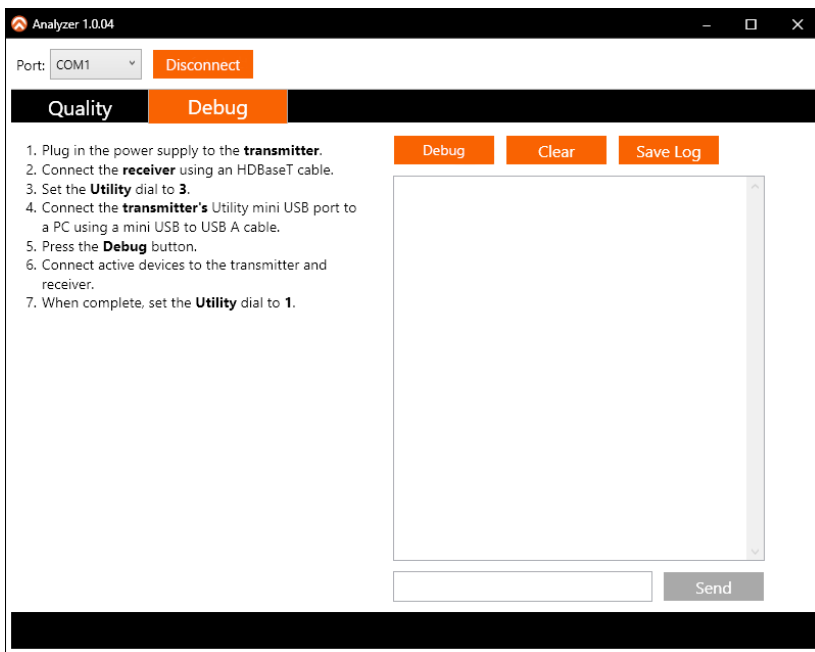 Analyzer 1.0.04
Port: COM1 Disconnect
Quality Debug
1. Plug in the power supply to the transmitter.
2. Connect the receiver using an HDBaseT cable.
3. Set the Utility dial to 3.
4. Connect the transmitter's Utility mini USB port to
a PC using a mini USB to USB A cable.
5. Press the Debug button.
6. Connect active devices to the transmitter and
receiver.
7. When complete, set the Utility dial to 1.
Debug Clear Save Log
Send